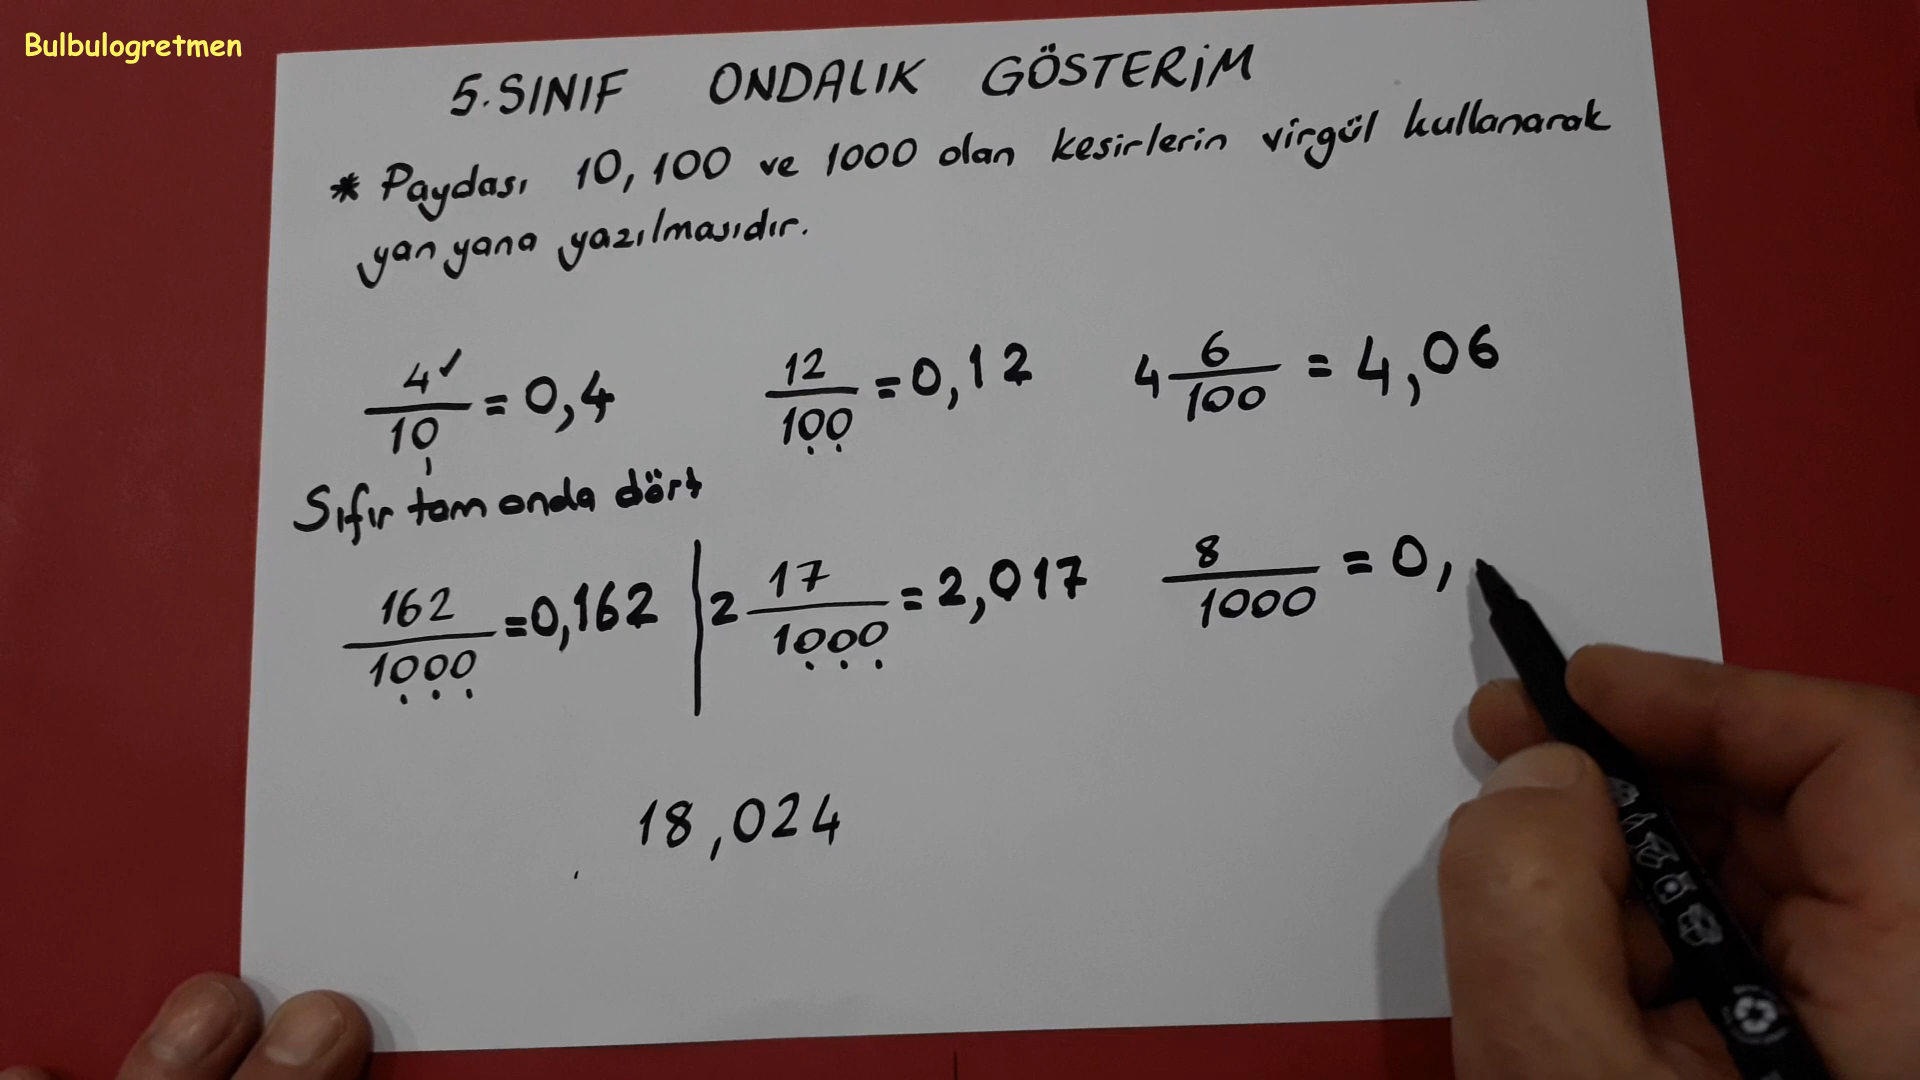 Bulbulogretmen
5.SINIF ONDALIK GÖSTERİM
* Paydası 10, 100 ve 1000 olan kesirlerin virgül kullanarak
yan yana yazılmasıdır.
4/10 = 0,4 12/100 = 0,12 4 6/100 = 4,06
Sıfır tam onda dört
162/1000 = 0,162 | 2 17/1000 = 2,017 8/1000 = 0,
18,024